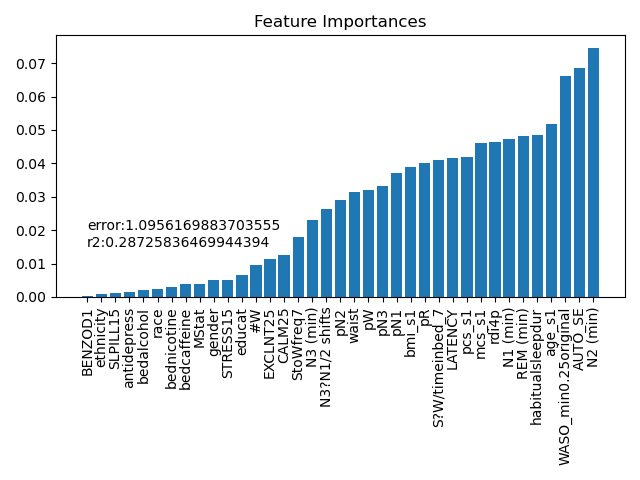 Feature Importances
0.07
0.06
0.05
0.04
0.03
0.02
0.01
0.00
error:1.0956169883703555
r2:0.28725836469944394
BENZOD1
ethnicity
SLPILL15
antidepress
bedalcohol
race
bednicotine
bedcaffeine
MStat
gender
STRESS15
educat
#W
EXCLNT25
CALM25
StoWfreq7
N3 (min)
N3?N1/2 shifts
pN2
waist
pW
pN3
pN1
bmi_s1
pR
S?W/timeinbed_7
LATENCY
pcs_s1
mcs_s1
rdi4p
N1 (min)
REM (min)
habitualsleepdur
age_s1
WASO_min0.25original
AUTO_SE
N2 (min)